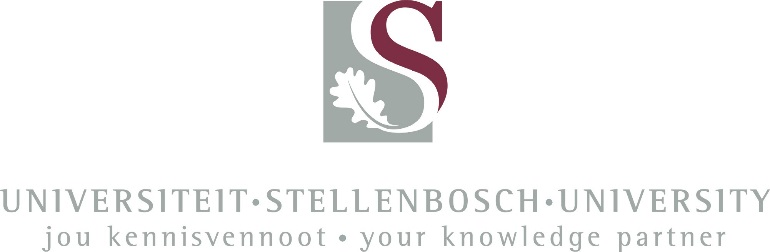 S
UNIVERSITEIT·STELLENBOSCH·UNIVERSITY
jou kennisvennoot • your knowledge partner